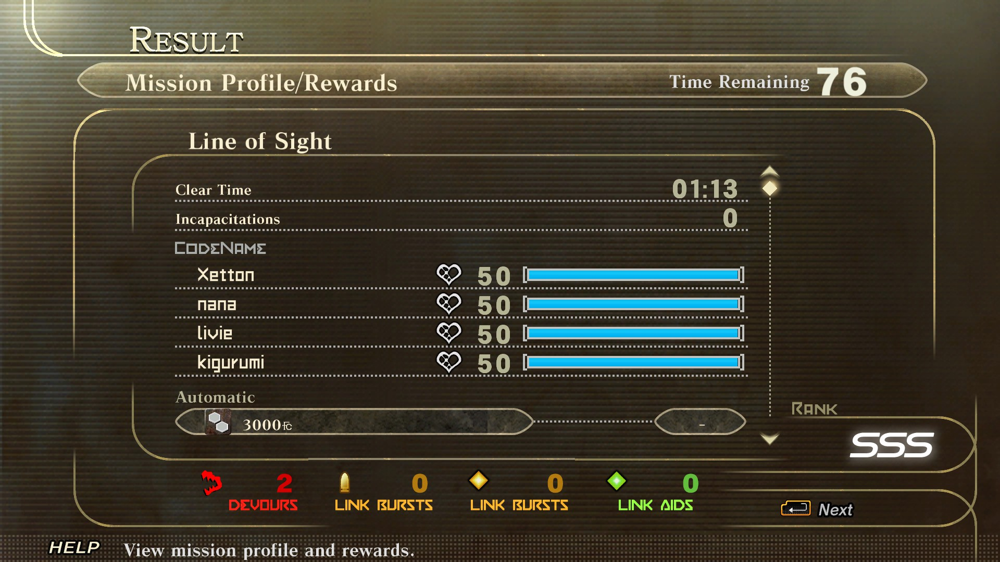 RESULT
Mission Profile/Rewards
Time Remaining 76
Line of Sight
Clear Time 01:13
Incapacitations 0
CODENAME
Xetton 50
nana 50
livie 50
kigurumi 50
Automatic
3000fc -
RANK
SSS
2 DEVOURS
0 LINK BURSTS
0 LINK BURSTS
0 LINK AIDS
Next
HELP View mission profile and rewards.